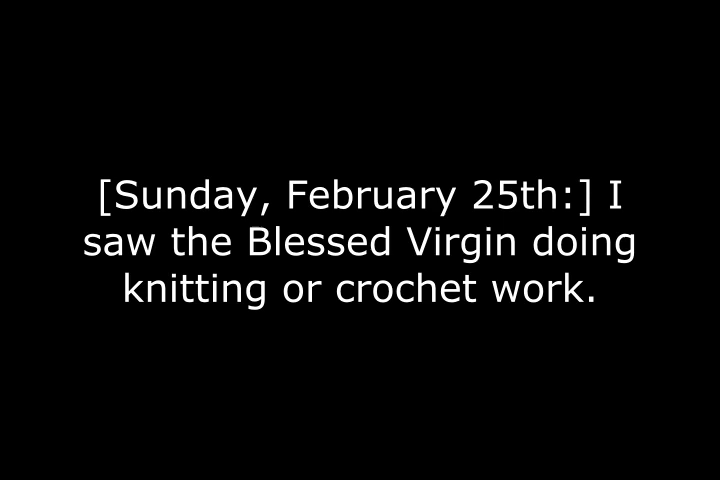 [Sunday, February 25th:] I
saw the Blessed Virgin doing
knitting or crochet work.